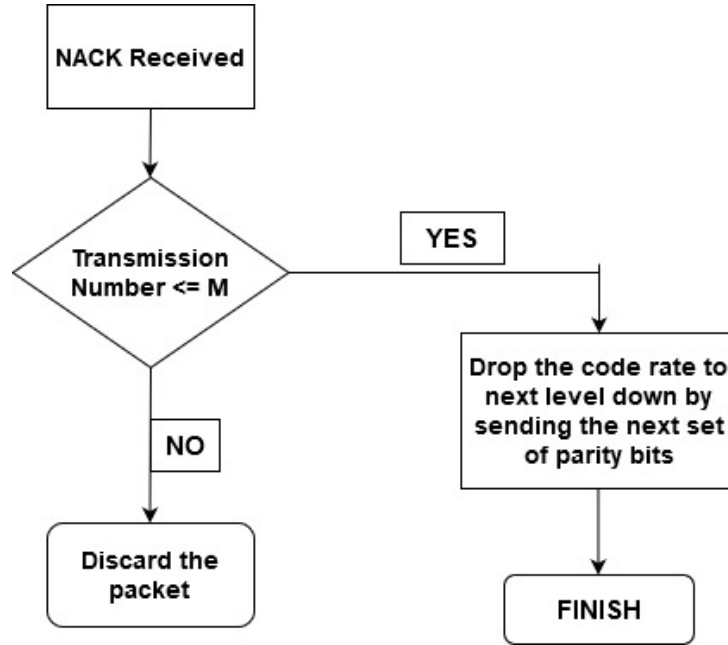 NACK Received
Transmission
Number <= M
YES
Drop the code rate to
next level down by
sending the next set
of parity bits
NO
Discard the
packet
FINISH